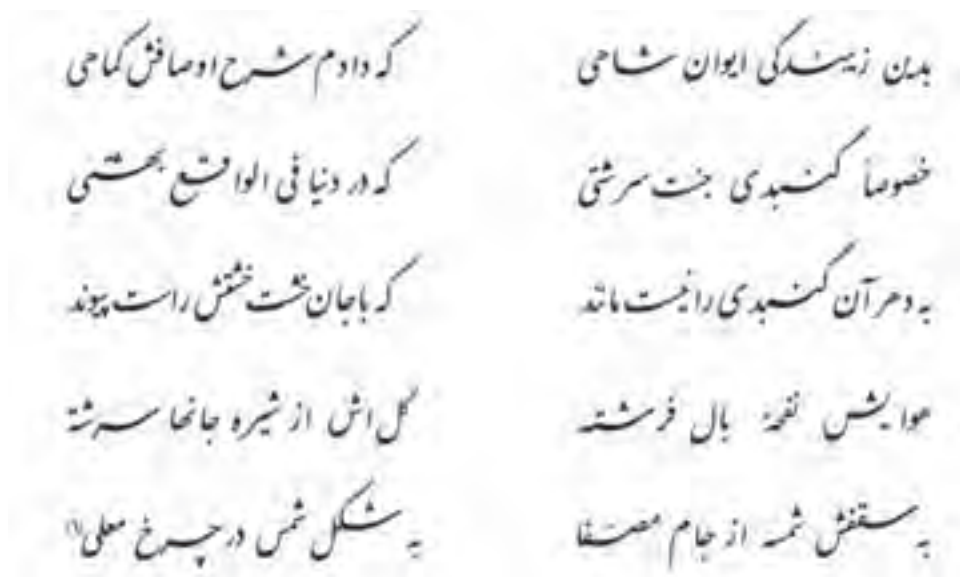 بدین زیبندگی ایوان شاهی که دادم شرح اوصافش کماهی
خصوصاً گنبدی جنت سرشتی که در دنیا فی الواقع بهشتی
به دهر آن گنبدی را نیست مانند که با جان خشت خشتش راست پیوند
هوایش نفحهٔ بال فرشته گل اش از شیره جانها سرشته
به سقفش شمسه از جام مصفا به شکل شمس در چرخ معلی(۱)